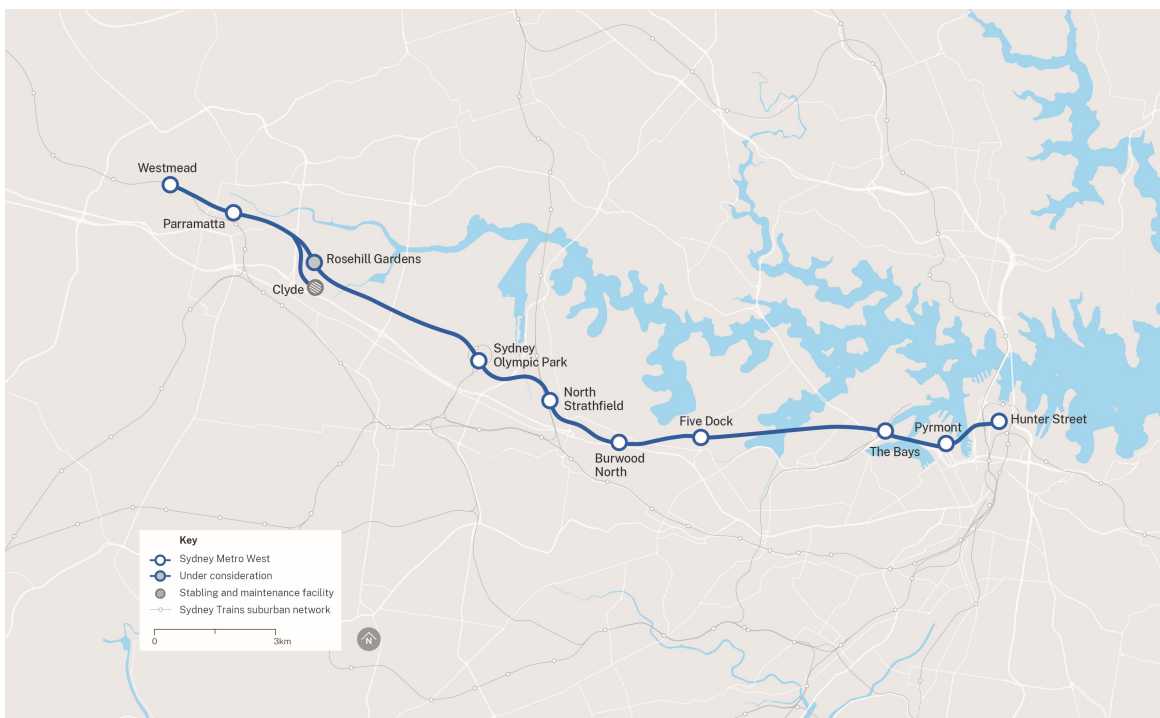 Westmead
Parramatta
Rosehill Gardens
Clyde
Sydney
Olympic Park
North
Strathfield
Five Dock
Hunter Street
Pyrmont
The Bays
Burwood
North
Key
Sydney Metro West
Under consideration
Stabling and maintenance facility
Sydney Trains suburban network
0 3km
N